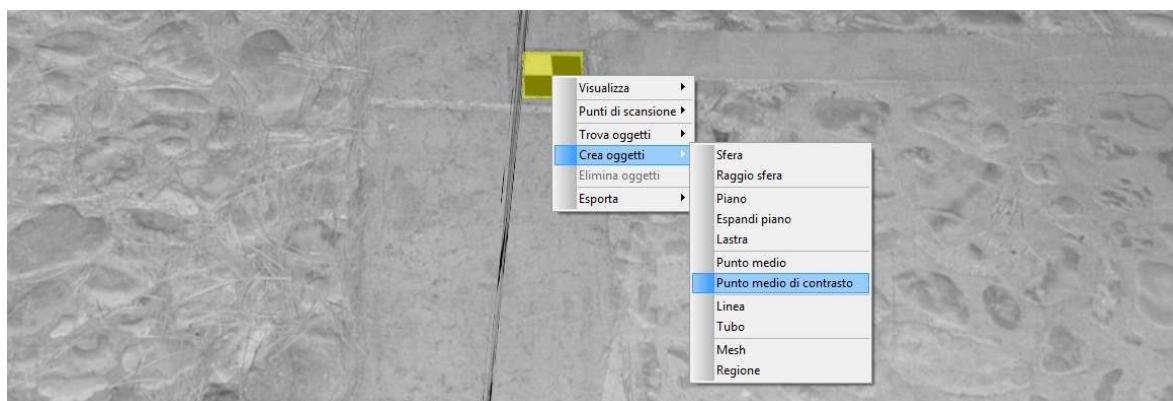 Visualizza
Punti di scansione
Trova oggetti
Crea oggetti
Elimina oggetti
Esporta
Sfera
Raggio sfera
Piano
Espandi piano
Lastra
Punto medio
Punto medio di contrasto
Linea
Tubo
Mesh
Regione